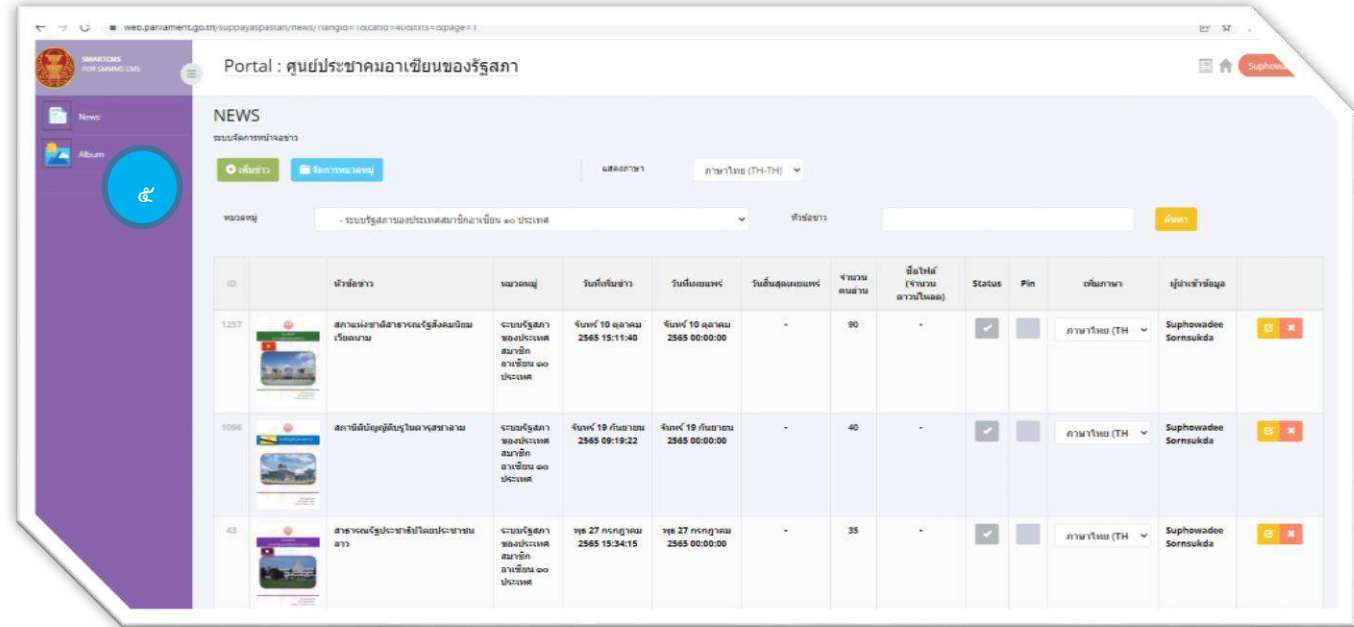 web.parliament.go.th/suppayaspastan/news/?langid=1&catid=40&txts=&page=1
SMARTCMS
FOR SMMMS CMS
Portal : ศูนย์ประชาคมอาเซียนของรัฐสภา
News
Album
๕
NEWS
ระบบจัดการหน้าจอข่าว
เพิ่มข่าว จัดการหมวดหมู่ แสดงภาษา ภาษาไทย (TH-TH)
หมวดหมู่ - ระบบรัฐสภาของประเทศสมาชิกอาเซียน ๑๐ ประเทศ หัวข้อข่าว ค้นหา
ID หัวข้อข่าว หมวดหมู่ วันที่เพิ่มข่าว วันที่เผยแพร่ วันสิ้นสุดเผยแพร่ จำนวน ชื่อไฟล์ Status Pin เพิ่มภาษา ผู้นำเข้าข้อมูล
คนอ่าน (จำนวน
ดาวน์โหลด)
1257 สภาแห่งชาติสาธารณรัฐสังคมนิยม ระบบรัฐสภา จันทร์ 10 ตุลาคม จันทร์ 10 ตุลาคม - 90 - ภาษาไทย (TH Suphowadee
เวียดนาม ของประเทศ 2565 15:11:40 2565 00:00:00 Sornsukda
สมาชิก
อาเซียน ๑๐
ประเทศ
1096 สภานิติบัญญัติบรูไนดารุสซาลาม ระบบรัฐสภา จันทร์ 19 กันยายน จันทร์ 19 กันยายน - 40 - ภาษาไทย (TH Suphowadee
ของประเทศ 2565 09:19:22 2565 00:00:00 Sornsukda
สมาชิก
อาเซียน ๑๐
ประเทศ
43 สาธารณรัฐประชาธิปไตยประชาชน ระบบรัฐสภา พุธ 27 กรกฎาคม พุธ 27 กรกฎาคม - 35 - ภาษาไทย (TH Suphowadee
ลาว ของประเทศ 2565 15:34:15 2565 00:00:00 Sornsukda
สมาชิก
อาเซียน ๑๐
ประเทศ